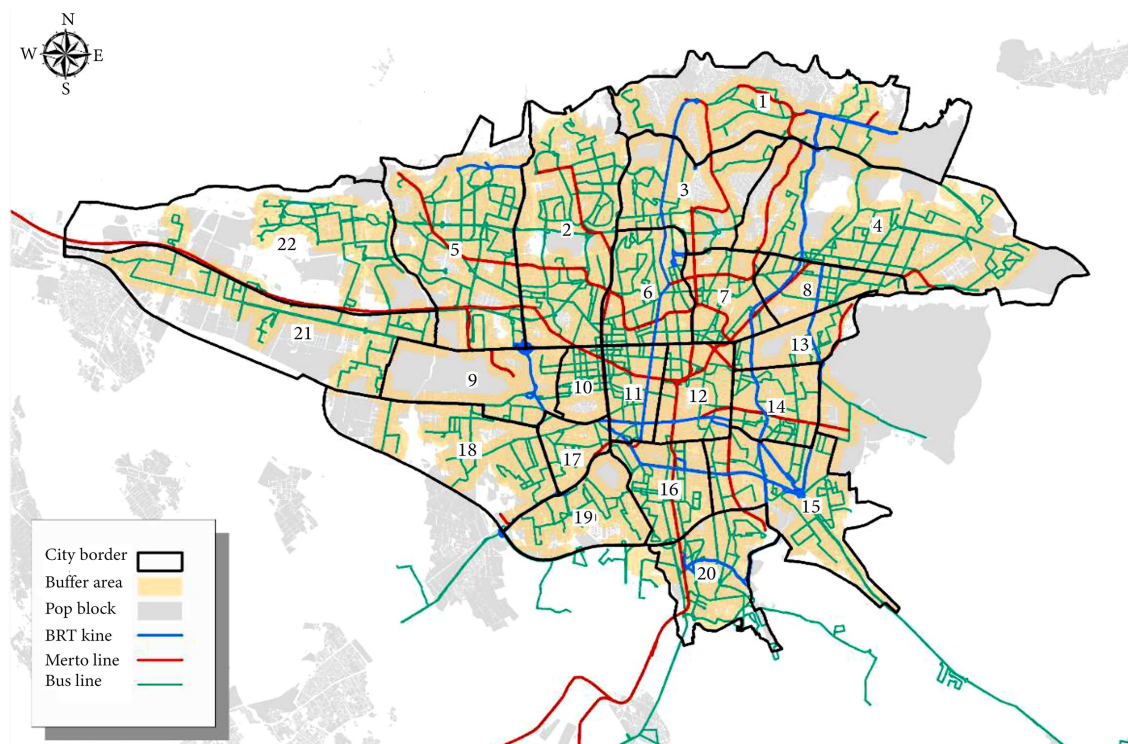 N
W E
S
1
3
4
2
22
5
6
7
8
21
13
9
10
11
12
14
18
17
16
15
19
20
City border
Buffer area
Pop block
BRT kine
Merto line
Bus line